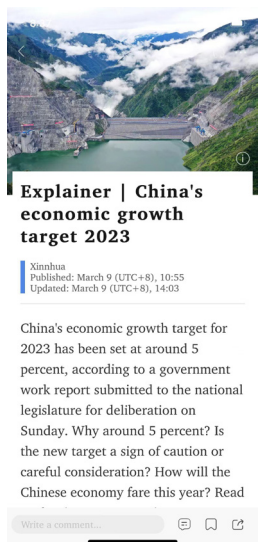 Explainer | China's
economic growth
target 2023
Xinnhua
Published: March 9 (UTC+8), 10:55
Updated: March 9 (UTC+8), 14:03
China's economic growth target for
2023 has been set at around 5
percent, according to a government
work report submitted to the national
legislature for deliberation on
Sunday. Why around 5 percent? Is
the new target a sign of caution or
careful consideration? How will the
Chinese economy fare this year? Read
Write a comment...